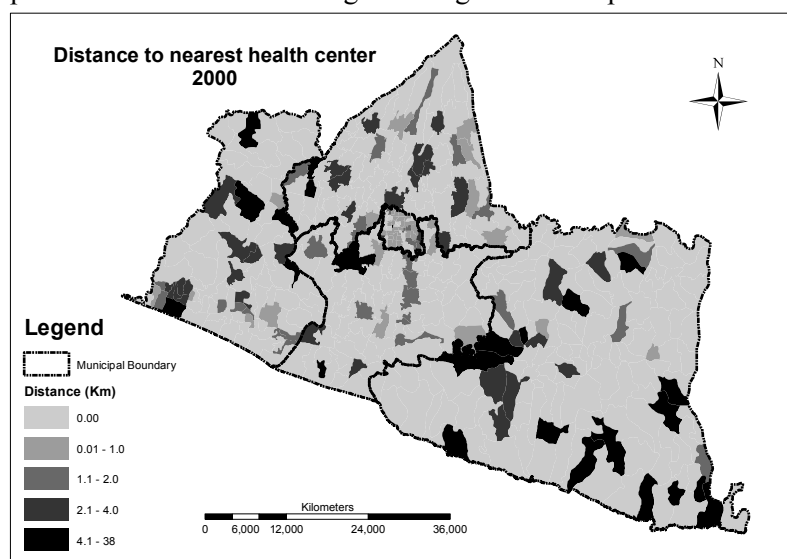 Distance to nearest health center
2000
N
Legend
Municipal Boundary
Distance (Km)
0.00
0.01 - 1.0
1.1 - 2.0
2.1 - 4.0
4.1 - 38
Kilometers
0 6,000 12,000 24,000 36,000